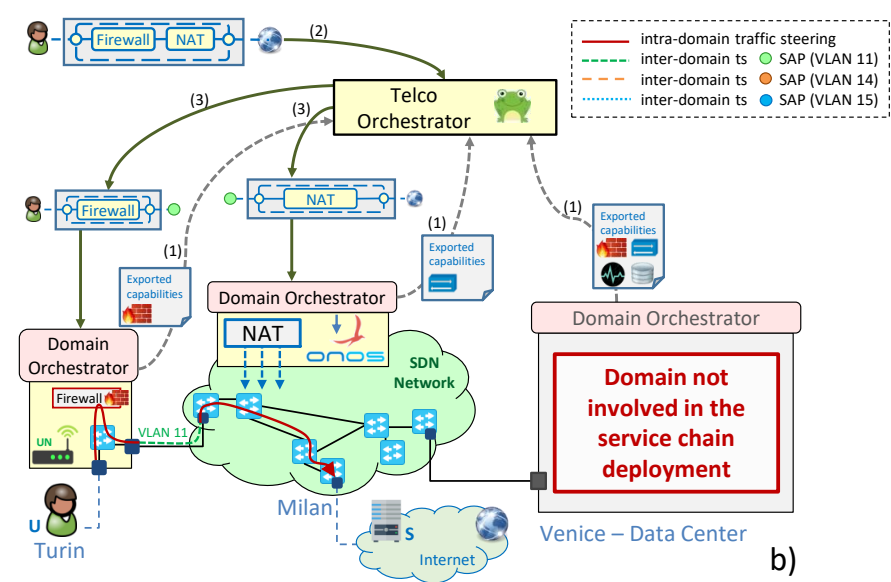 Firewall
NAT
(2)
intra-domain traffic steering
inter-domain ts SAP (VLAN 11)
inter-domain ts SAP (VLAN 14)
inter-domain ts SAP (VLAN 15)
Telco
Orchestrator
(3)
(3)
Firewall
NAT
(1)
(1)
(1)
Exported
capabilities
Exported
capabilities
Exported
capabilities
Domain Orchestrator
Domain Orchestrator
Domain
Orchestrator
NAT
onos
SDN
Network
Firewall
UN
VLAN 11
Domain not
involved in the
service chain
deployment
U
Turin
Milan
S
Internet
Venice – Data Center
b)